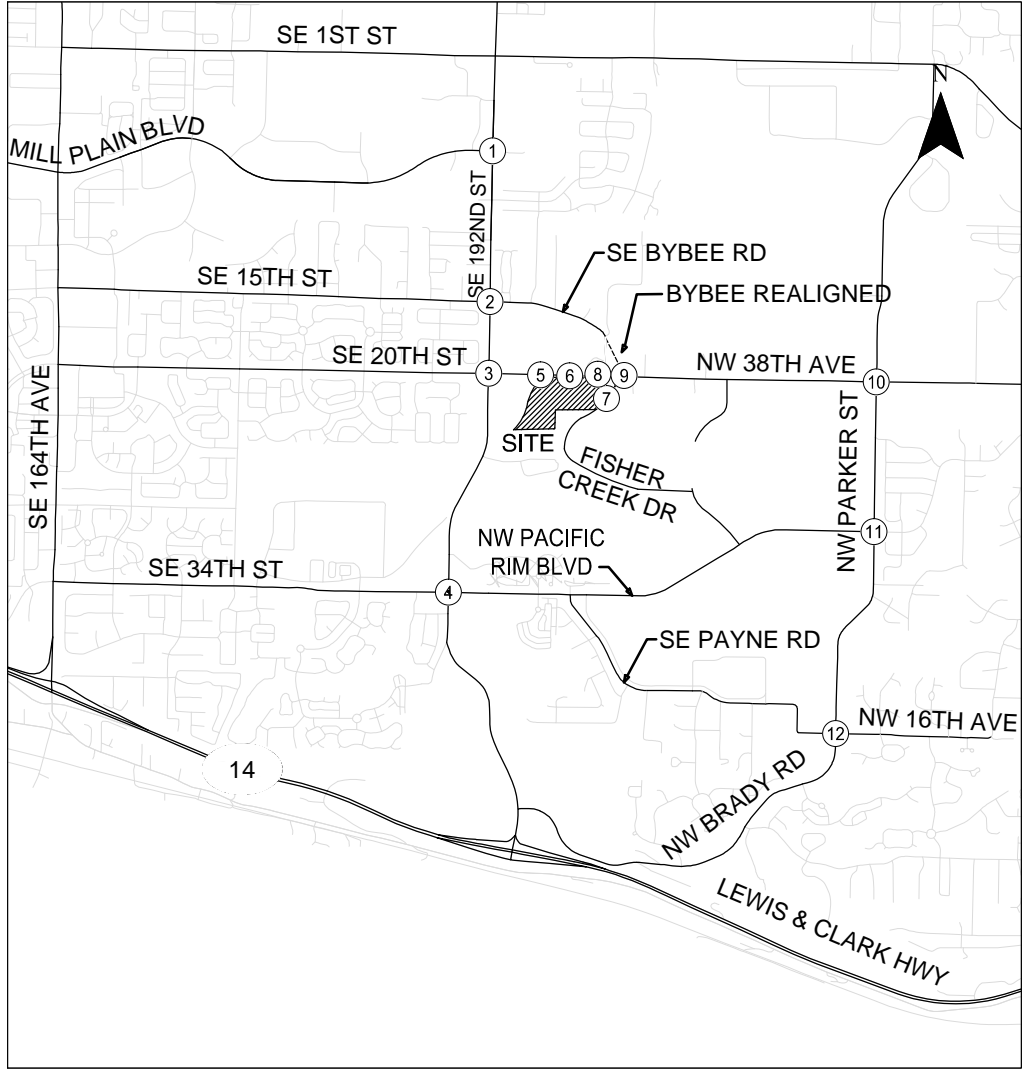 SE 1ST ST
N
MILL PLAIN BLVD
1
SE 192ND ST
SE BYBEE RD
SE 15TH ST
BYBEE REALIGNED
2
SE 20TH ST
NW 38TH AVE
3
5
6
8
9
10
7
SE 164TH AVE
SITE
FISHER
CREEK DR
NW PARKER ST
NW PACIFIC
RIM BLVD
11
SE 34TH ST
4
SE PAYNE RD
NW 16TH AVE
12
14
NW BRADY RD
LEWIS & CLARK HWY